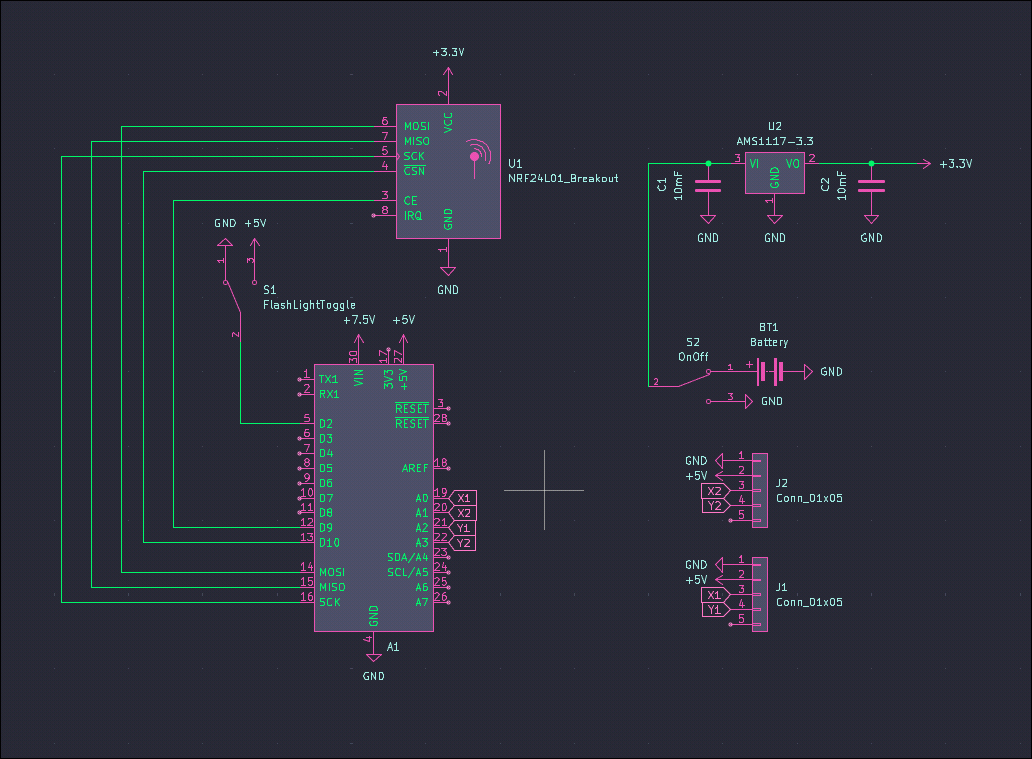 +3.3V
2
VCC
6 MOSI
7 MISO
5 SCK
4 CSN
3 CE
8 IRQ
GND
1
GND
U1
NRF24L01_Breakout
GND +5V
1 3
S1
FlashLightToggle
2
+7.5V +5V
30 17 27
VIN 3V3 +5V
1 TX1
2 RX1
RESET 3
RESET 28
5 D2
6 D3
7 D4
8 D5
AREF 18
9 D6
10 D7
A0 19 X1
11 D8
A1 20 X2
12 D9
A2 21 Y1
13 D10
A3 22 Y2
SDA/A4 23
14 MOSI
SCL/A5 24
15 MISO
A6 25
16 SCK
A7 26
GND
4
A1
GND
U2
AMS1117-3.3
3 VI VO 2
GND
1
+3.3V
C1
10mF
C2
10mF
GND
GND
GND
BT1
Battery
S2
OnOff
2
1 + GND
3 GND
GND 1
+5V 2
X2 3
Y2 4
5
J2
Conn_01x05
GND 1
+5V 2
X1 3
Y1 4
5
J1
Conn_01x05